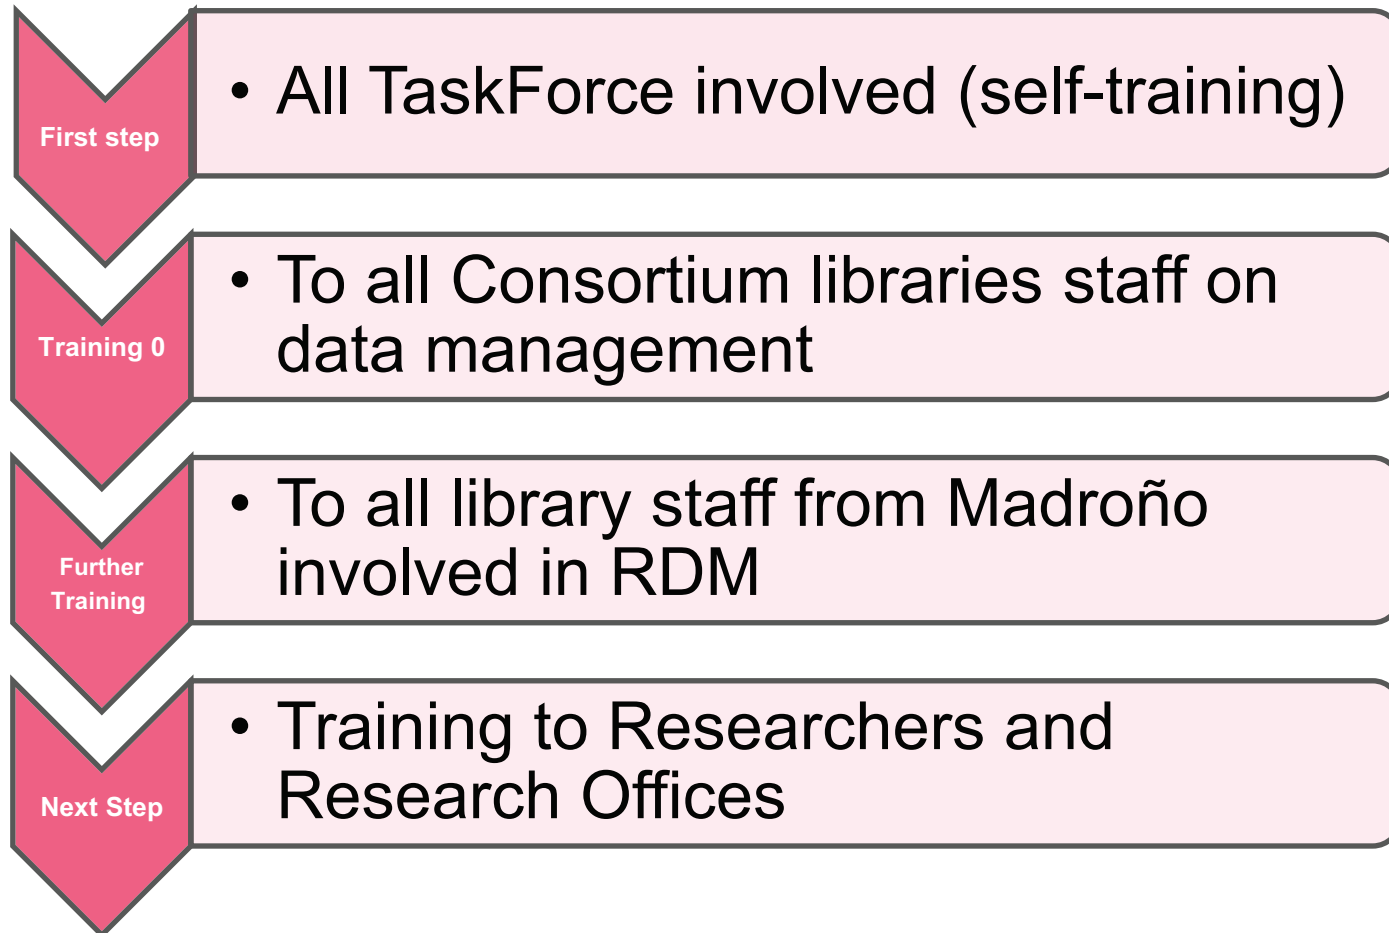 First step
• All TaskForce involved (self-training)
Training 0
• To all Consortium libraries staff on
data management
Further
Training
• To all library staff from Madroño
involved in RDM
Next Step
• Training to Researchers and
Research Offices